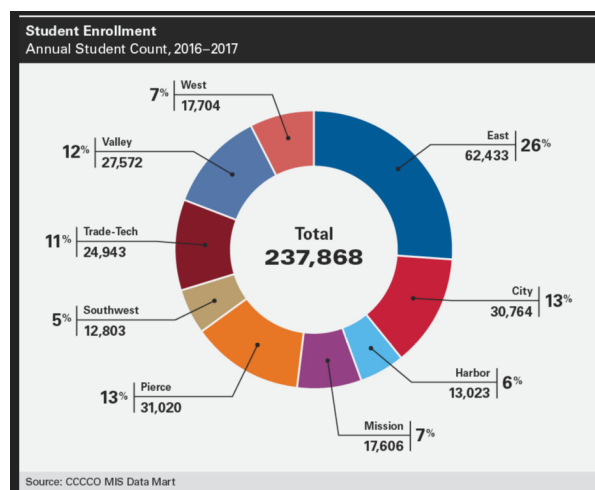 Student Enrollment
Annual Student Count, 2016–2017
7% West
17,704
East
62,433 26%
12% Valley
27,572
11% Trade-Tech
24,943
Total
237,868
City
30,764 13%
5% Southwest
12,803
Harbor
13,023 6%
13% Pierce
31,020
Mission
17,606 7%
Source: CCCCO MIS Data Mart